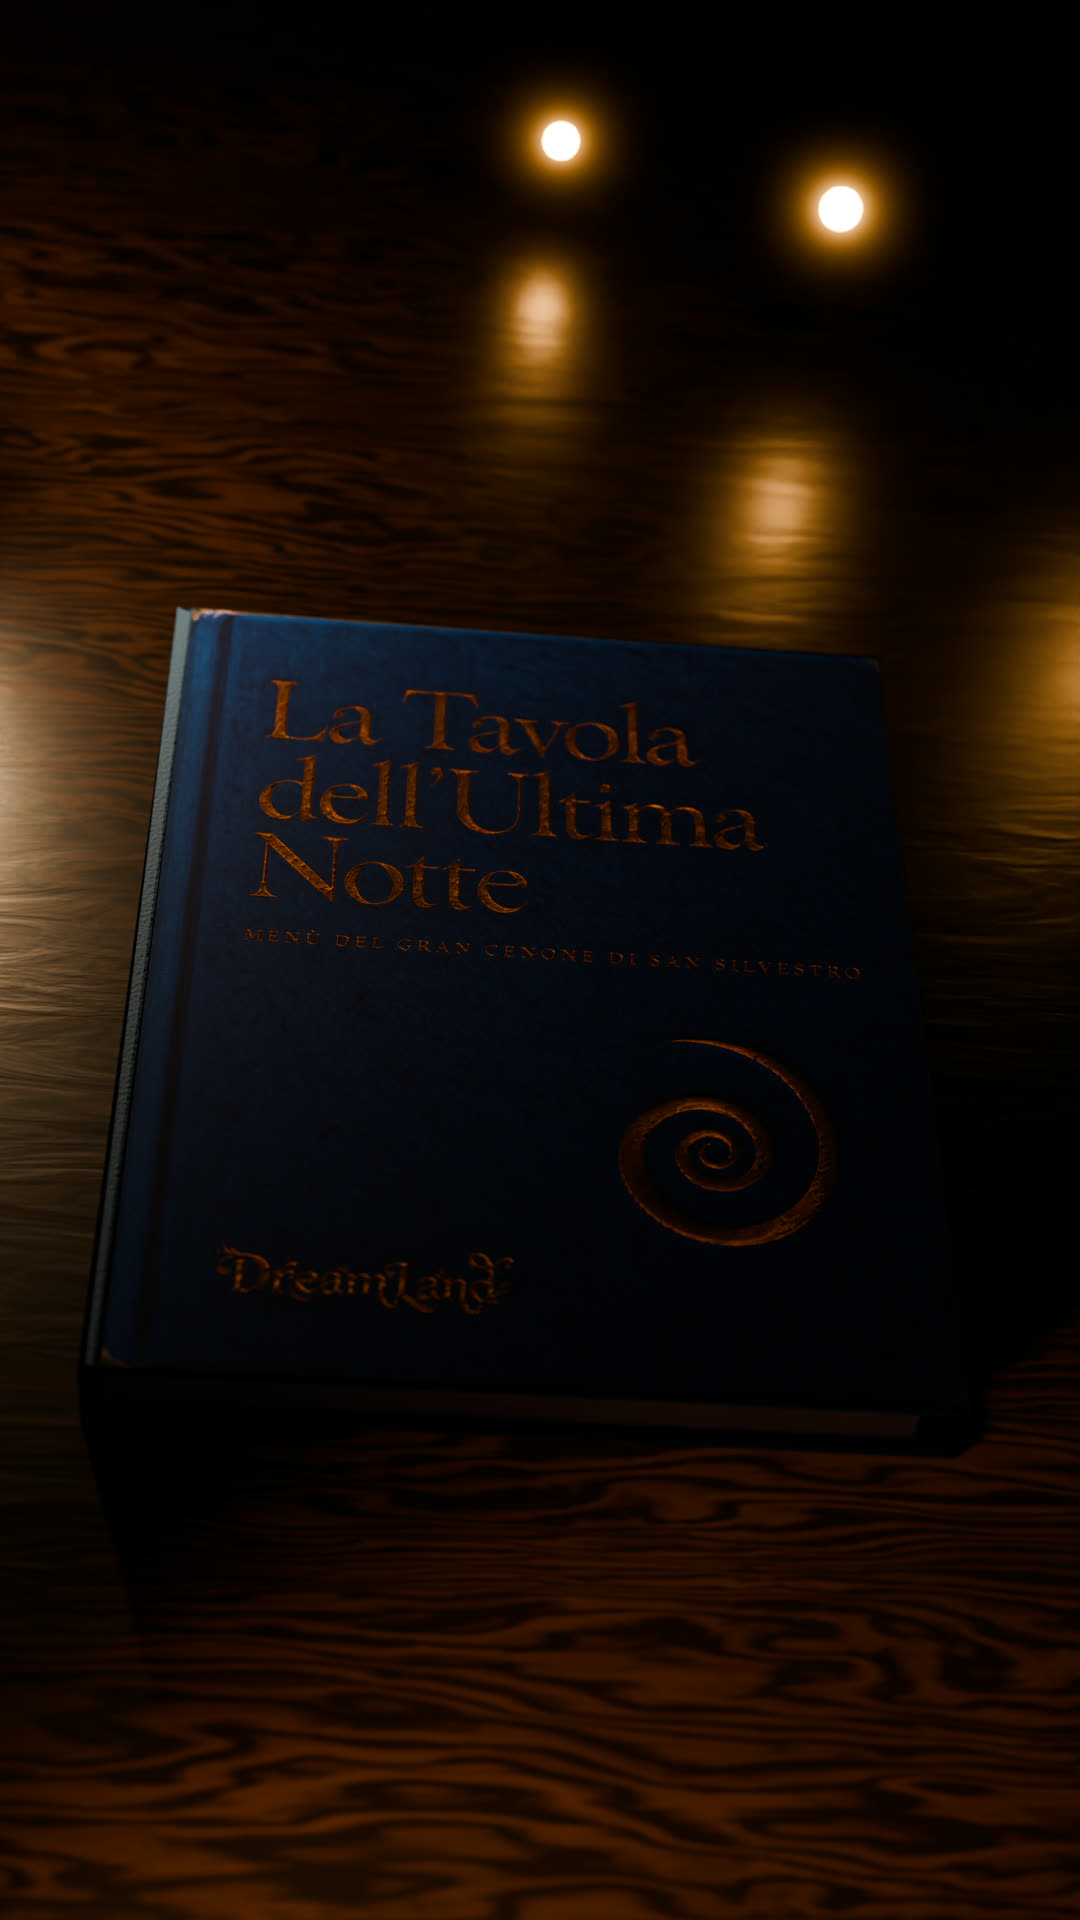 La Tavola
dell'Ultima
Notte
MENÙ DEL GRAN CENONE DI SAN SILVESTRO
DreamLand